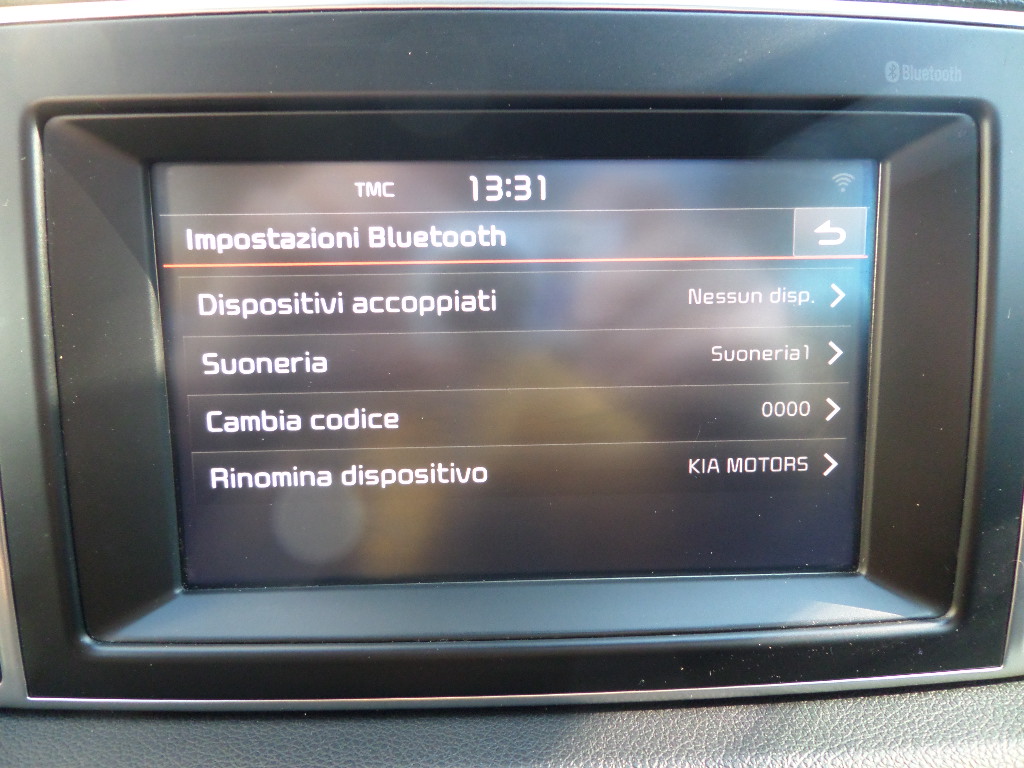 Bluetooth
TMC 13:31
Impostazioni Bluetooth
Dispositivi accoppiati Nessun disp.
Suoneria Suoneria1
Cambia codice 0000
Rinomina dispositivo KIA MOTORS